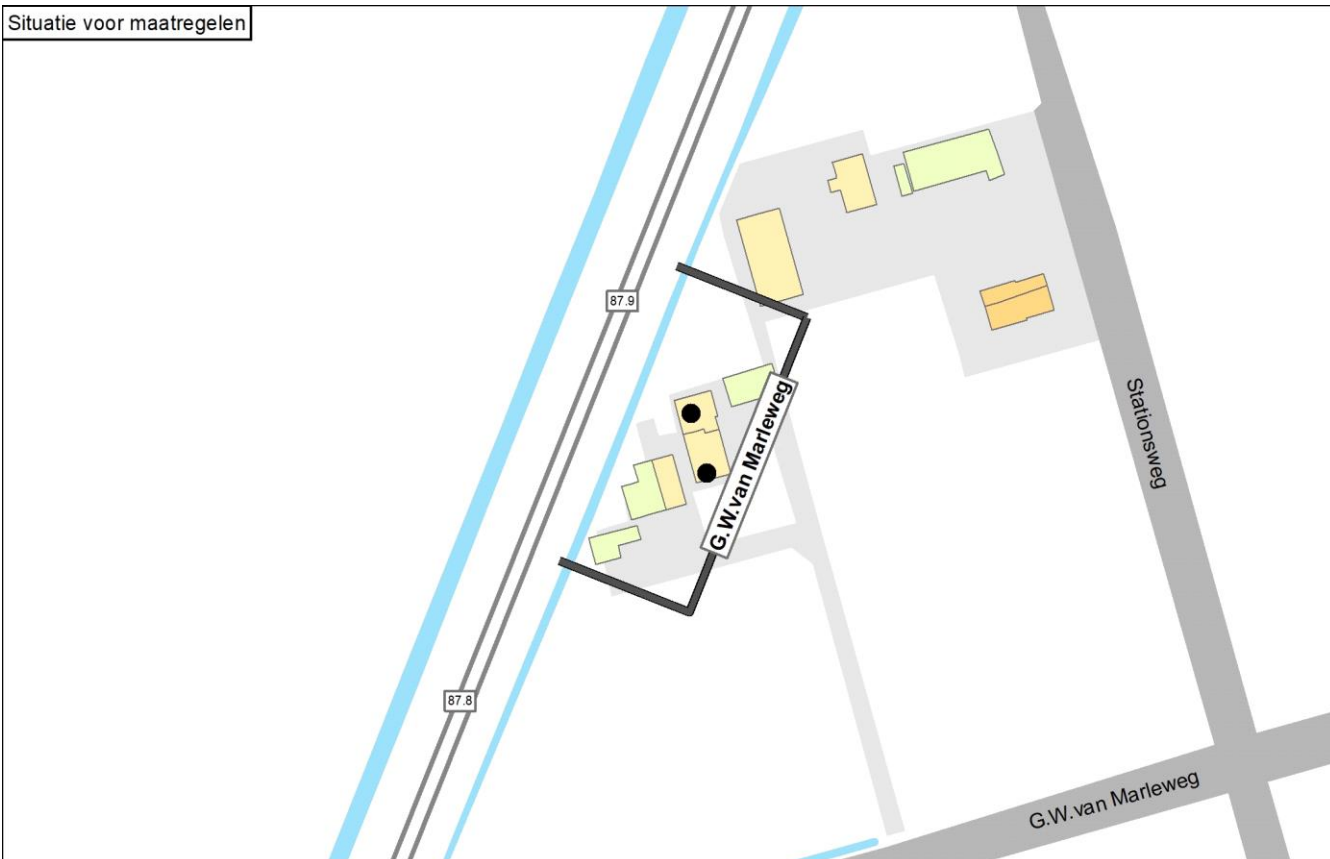 Situatie voor maatregelen
87.9
G.W.van Marleweg
Stationsweg
87.8
G.W.van Marleweg